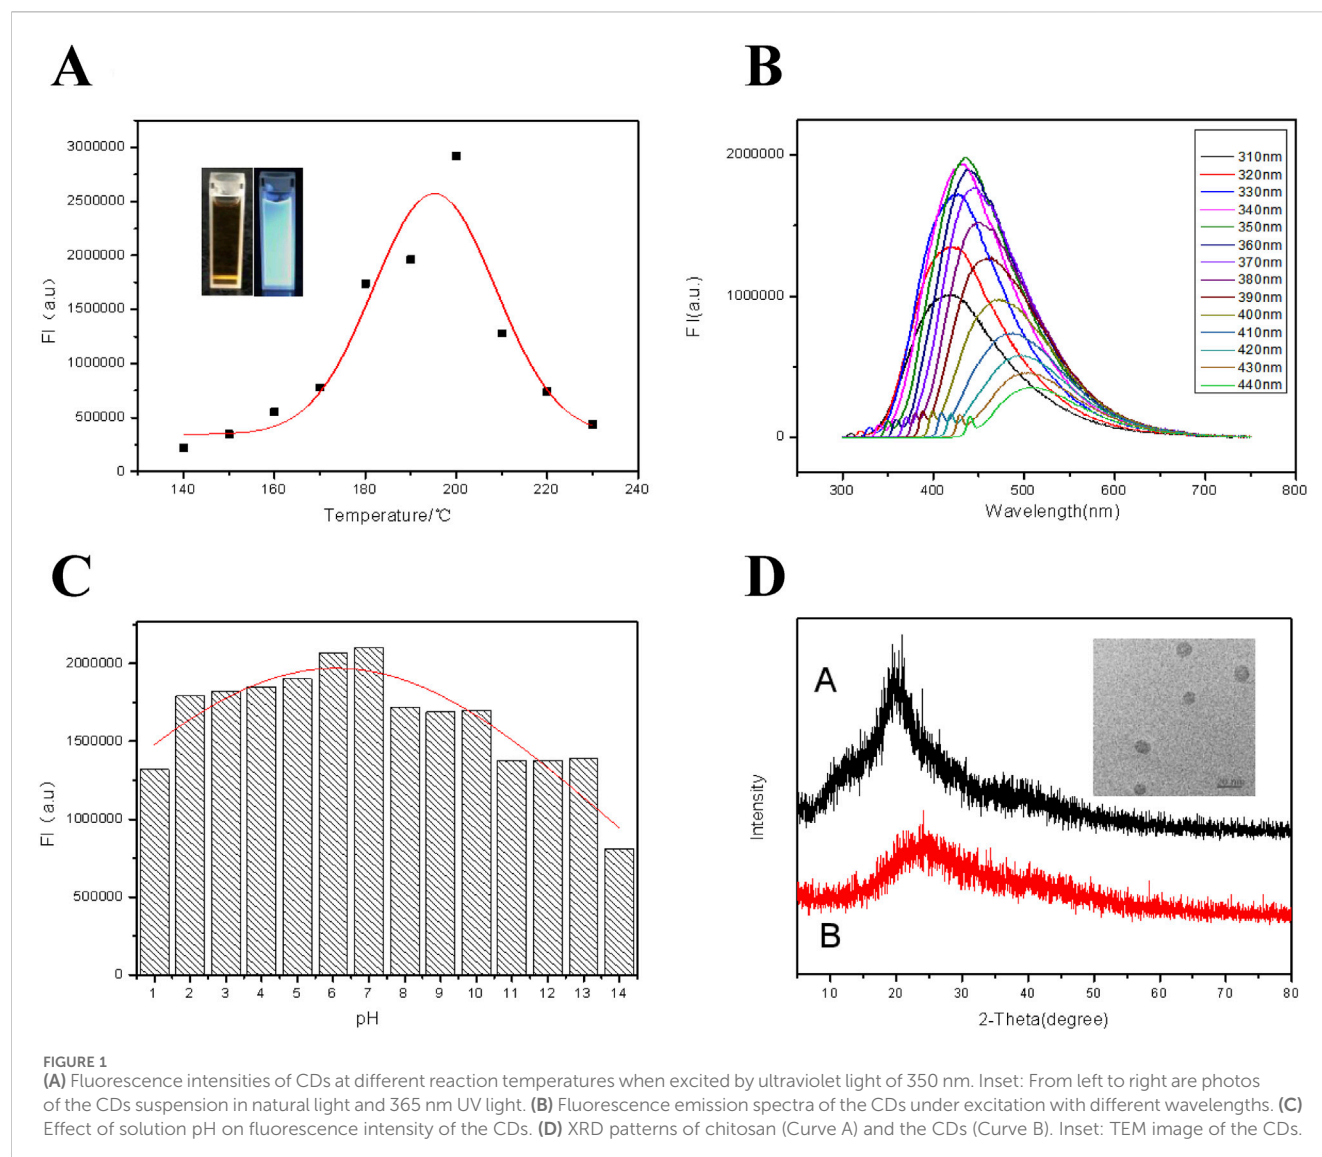 A
3000000
2500000
2000000
1500000
1000000
500000
0
FI（a.u）
140 160 180 200 220 240
Temperature/℃
B
2000000
1000000
0
F I(a.u.)
300 400 500 600 700 800
Wavelength(nm)
310nm
320nm
330nm
340nm
350nm
360nm
370nm
380nm
390nm
400nm
410nm
420nm
430nm
440nm
C
2000000
1500000
1000000
500000
0
FI（a.u）
1 2 3 4 5 6 7 8 9 10 11 12 13 14
pH
D
A
B
Intensity
20 nm
10 20 30 40 50 60 70 80
2-Theta(degree)
FIGURE 1
(A) Fluorescence intensities of CDs at different reaction temperatures when excited by ultraviolet light of 350 nm. Inset: From left to right are photos
of the CDs suspension in natural light and 365 nm UV light. (B) Fluorescence emission spectra of the CDs under excitation with different wavelengths. (C)
Effect of solution pH on fluorescence intensity of the CDs. (D) XRD patterns of chitosan (Curve A) and the CDs (Curve B). Inset: TEM image of the CDs.